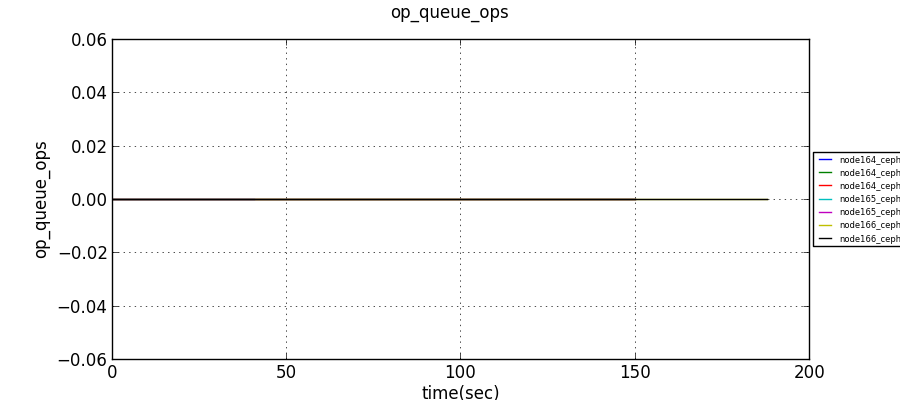 op_queue_ops
0.06
0.04
0.02
0.00
−0.02
−0.04
−0.06
op_queue_ops
0
50
100
150
200
time(sec)
node164_ceph
node164_ceph
node164_ceph
node165_ceph
node165_ceph
node166_ceph
node166_ceph